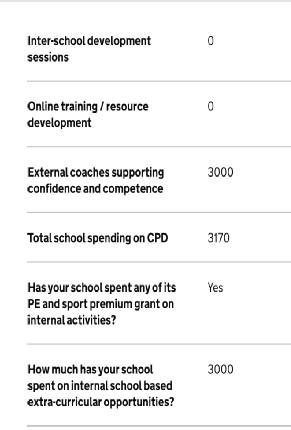 Inter-school development 0
sessions
Online training / resource 0
development
External coaches supporting 3000
confidence and competence
Total school spending on CPD 3170
Has your school spent any of its Yes
PE and sport premium grant on
internal activities?
How much has your school 3000
spent on internal school based
extra-curricular opportunities?